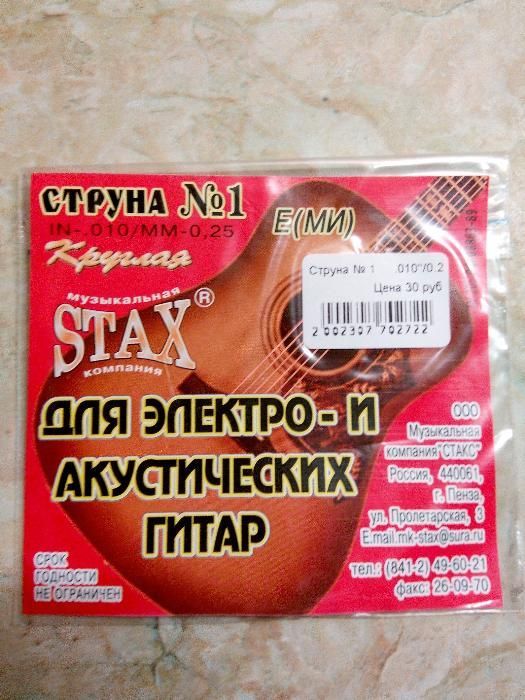 СТРУНА №1
IN-.010/ММ-0,25
Круглая
Е(МИ)
Струна № 1 .010"/0.2
Цена 30 руб
2 002307 702722
музыкальная
STAX®
компания
ДЛЯ ЭЛЕКТРО - И
АКУСТИЧЕСКИХ
ГИТАР
ООО
Музыкальная
компания"СТАКС"
Россия, 440061,
г. Пенза,
ул. Пролетарская, 3
E.mail.mk-stax@sura.ru
тел.: (841-2) 49-60-21
факс: 26-09-70
СРОК
ГОДНОСТИ
НЕ ОГРАНИЧЕН